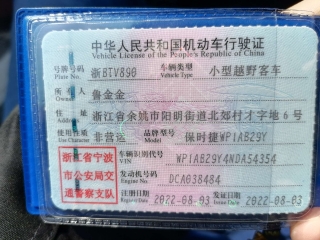 中华人民共和国机动车行驶证
Vehicle License of the People's Republic of China
号牌号码 浙BTV890 车辆类型 小型越野客车
Plate No. Vehicle Type
所有人 鲁金金
Owner
住址 浙江省余姚市阳明街道北郊村才字地6号
Address
使用性质 非营运 品牌型号 保时捷WP1AB29Y
Use Character Model
浙江省宁波市公安局交通警察支队
车辆识别代号 WP1AB29Y4NDA54354
VIN
发动机号码 DCA038484
Engine No.
注册日期 2022-08-03 发证日期 2022-08-03
Register Date Issue Date